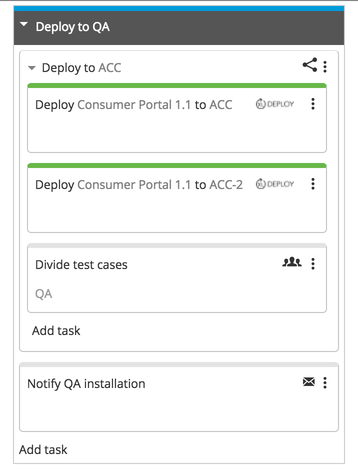 Deploy to QA
Deploy to ACC
Deploy Consumer Portal 1.1 to ACC DEPLOY
Deploy Consumer Portal 1.1 to ACC-2 DEPLOY
Divide test cases
QA
Add task
Notify QA installation
Add task